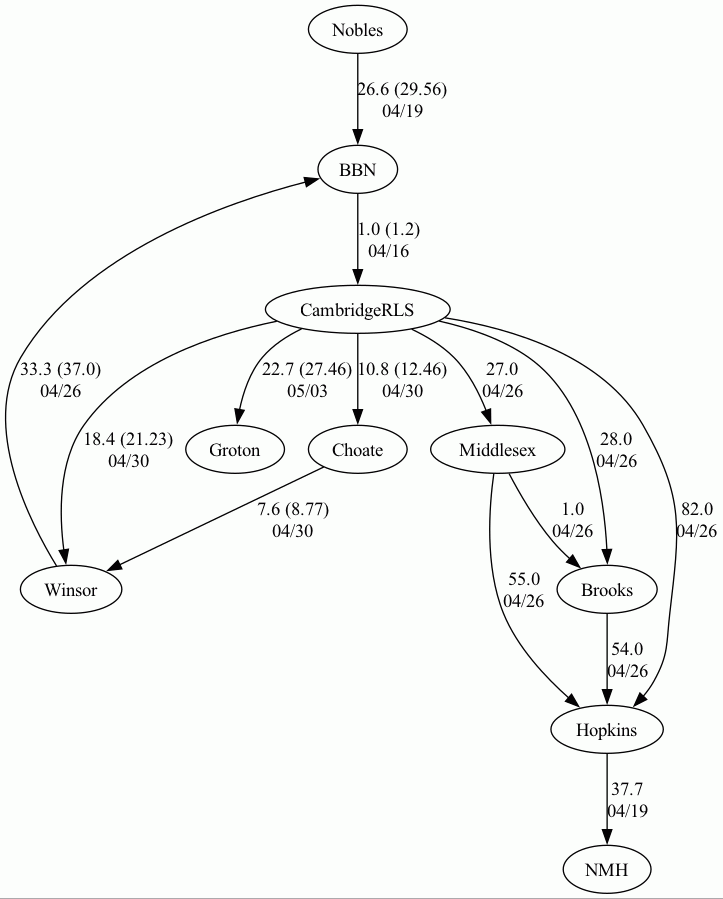 Nobles
26.6 (29.56)
04/19
BBN
1.0 (1.2)
04/16
CambridgeRLS
33.3 (37.0)
04/26
18.4 (21.23)
04/30
22.7 (27.46)
05/03
10.8 (12.46)
04/30
27.0
04/26
28.0
04/26
82.0
04/26
Groton
Choate
Middlesex
7.6 (8.77)
04/30
1.0
04/26
55.0
04/26
Winsor
Brooks
54.0
04/26
Hopkins
37.7
04/19
NMH